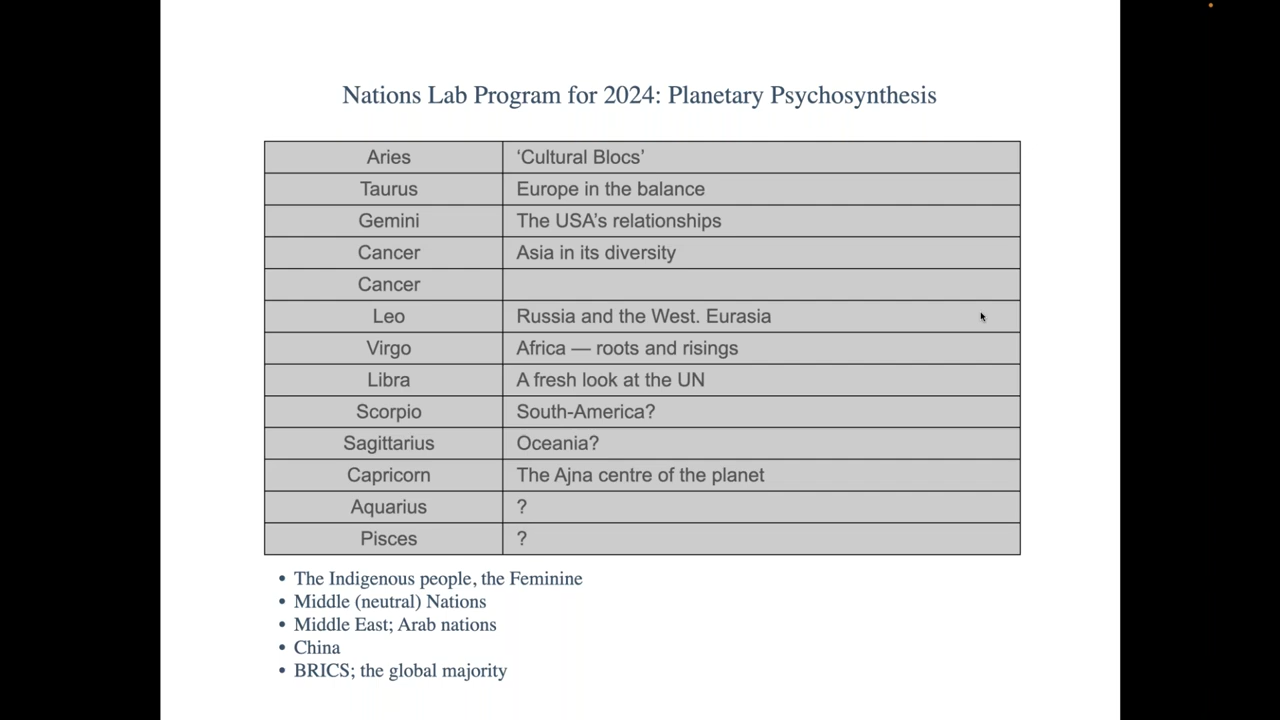 Nations Lab Program for 2024: Planetary Psychosynthesis
Aries ‘Cultural Blocs’
Taurus Europe in the balance
Gemini The USA’s relationships
Cancer Asia in its diversity
Cancer
Leo Russia and the West. Eurasia
Virgo Africa — roots and risings
Libra A fresh look at the UN
Scorpio South-America?
Sagittarius Oceania?
Capricorn The Ajna centre of the planet
Aquarius ?
Pisces ?
• The Indigenous people, the Feminine
• Middle (neutral) Nations
• Middle East; Arab nations
• China
• BRICS; the global majority